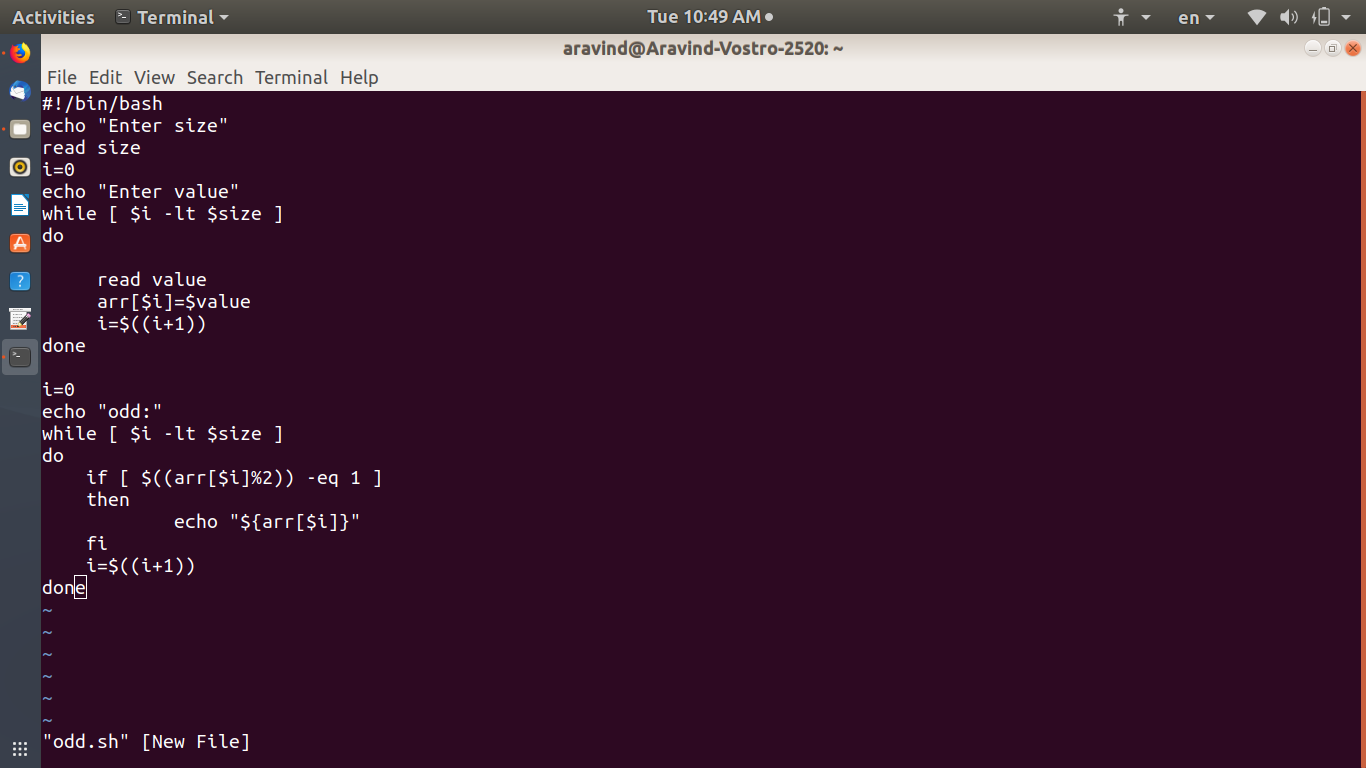 Activities Terminal Tue 10:49 AM en
aravind@Aravind-Vostro-2520: ~
File Edit View Search Terminal Help
#!/bin/bash
echo "Enter size"
read size
i=0
echo "Enter value"
while [ $i -lt $size ]
do
read value
arr[$i]=$value
i=$((i+1))
done
i=0
echo "odd:"
while [ $i -lt $size ]
do
if [ $((arr[$i]%2)) -eq 1 ]
then
echo "${arr[$i]}"
fi
i=$((i+1))
done
~
~
~
~
~
~
"odd.sh" [New File]